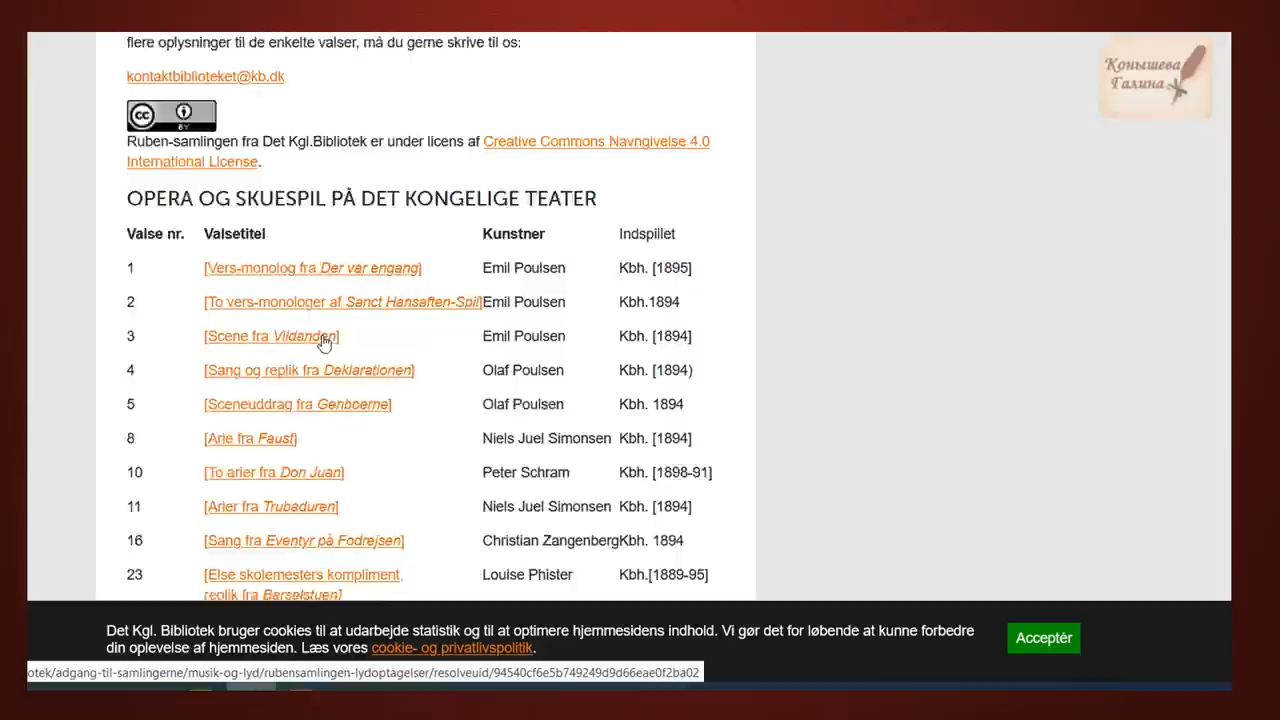 flere oplysninger til de enkelte valser, må du gerne skrive til os:
Конышева
Галина
kontaktbiblioteket@kb.dk
cc BY
Ruben-samlingen fra Det Kgl.Bibliotek er under licens af Creative Commons Navngivelse 4.0
International License.
OPERA OG SKUESPIL PÅ DET KONGELIGE TEATER
Valse nr. Valsetitel Kunstner Indspillet
1 [Vers-monolog fra Der var engang] Emil Poulsen Kbh. [1895]
2 [To vers-monologer af Sanct Hansaften-Spil] Emil Poulsen Kbh.1894
3 [Scene fra Vildanden] Emil Poulsen Kbh. [1894]
4 [Sang og replik fra Deklarationen] Olaf Poulsen Kbh. [1894)
5 [Sceneuddrag fra Genboerne] Olaf Poulsen Kbh. 1894
8 [Arie fra Faust] Niels Juel Simonsen Kbh. [1894]
10 [To arier fra Don Juan] Peter Schram Kbh. [1898-91]
11 [Arier fra Trubaduren] Niels Juel Simonsen Kbh. [1894]
16 [Sang fra Eventyr på Fodrejsen] Christian Zangenberg Kbh. 1894
23 [Else skolemesters kompliment, Louise Phister Kbh.[1889-95]
replik fra Barselstuen]
Det Kgl. Bibliotek bruger cookies til at udarbejde statistik og til at optimere hjemmesidens indhold. Vi gør det for løbende at kunne forbedre
din oplevelse af hjemmesiden. Læs vores cookie- og privatlivspolitik.
Acceptér
otek/adgang-til-samlingerne/musik-og-lyd/rubensamlingen-lydoptagelser/resolveuid/94540cf6e5b749249d9d66eae0f2ba02